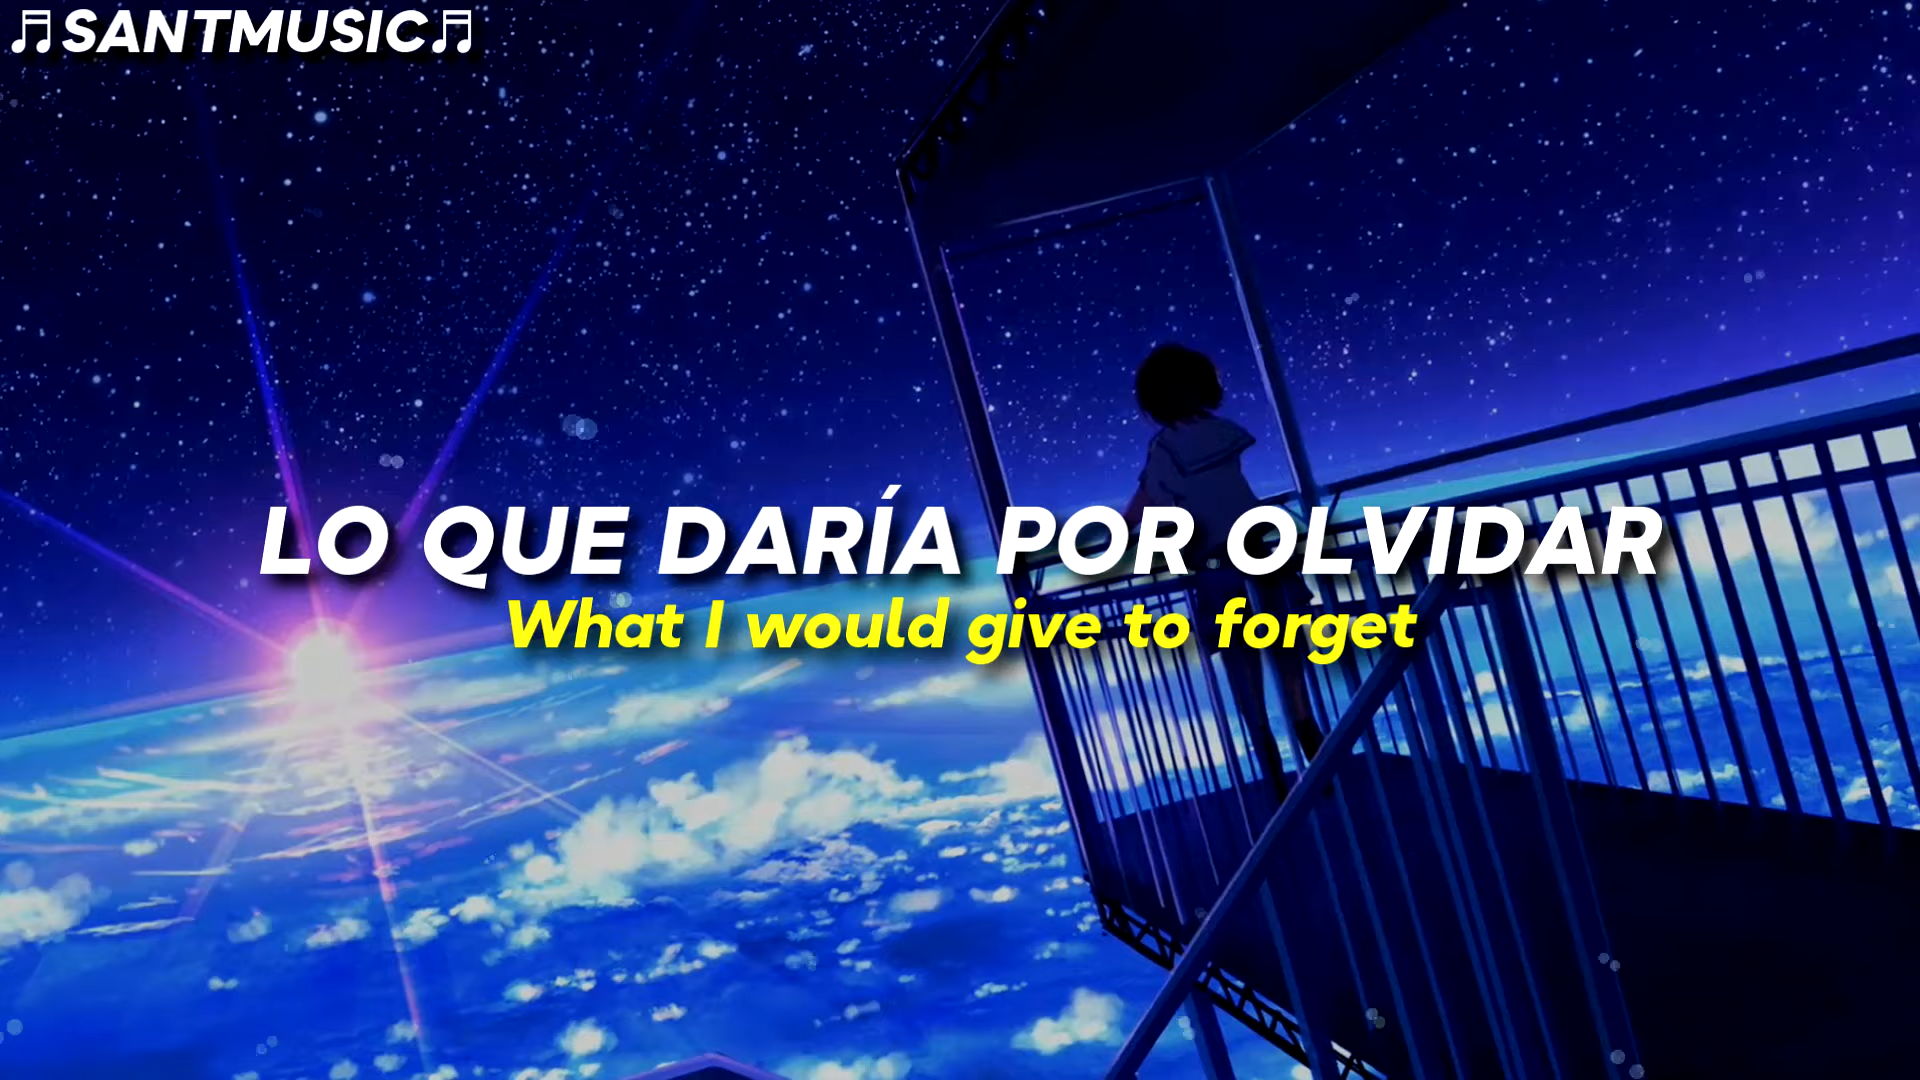 ♬SANTMUSIC♬
LO QUE DARÍA POR OLVIDAR
What I would give to forget